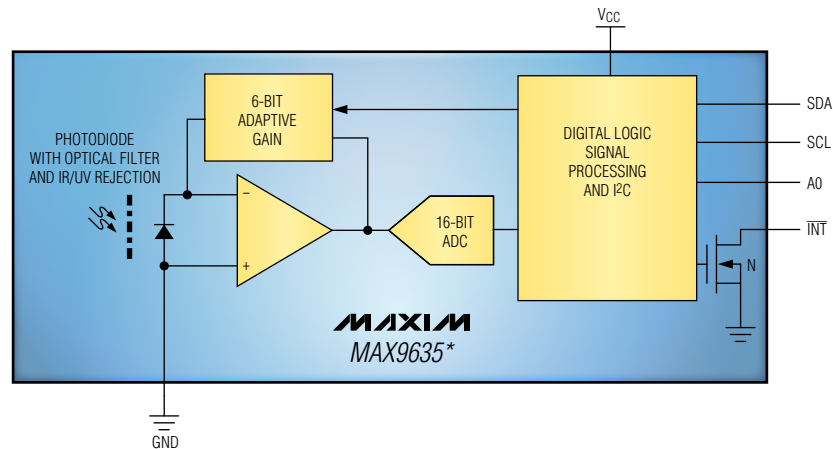 VCC
6-BIT
ADAPTIVE
GAIN
PHOTODIODE
WITH OPTICAL FILTER
AND IR/UV REJECTION
−
+
16-BIT
ADC
DIGITAL LOGIC
SIGNAL
PROCESSING
AND I²C
SDA
SCL
A0
INT
N
MAXIM
MAX9635*
GND